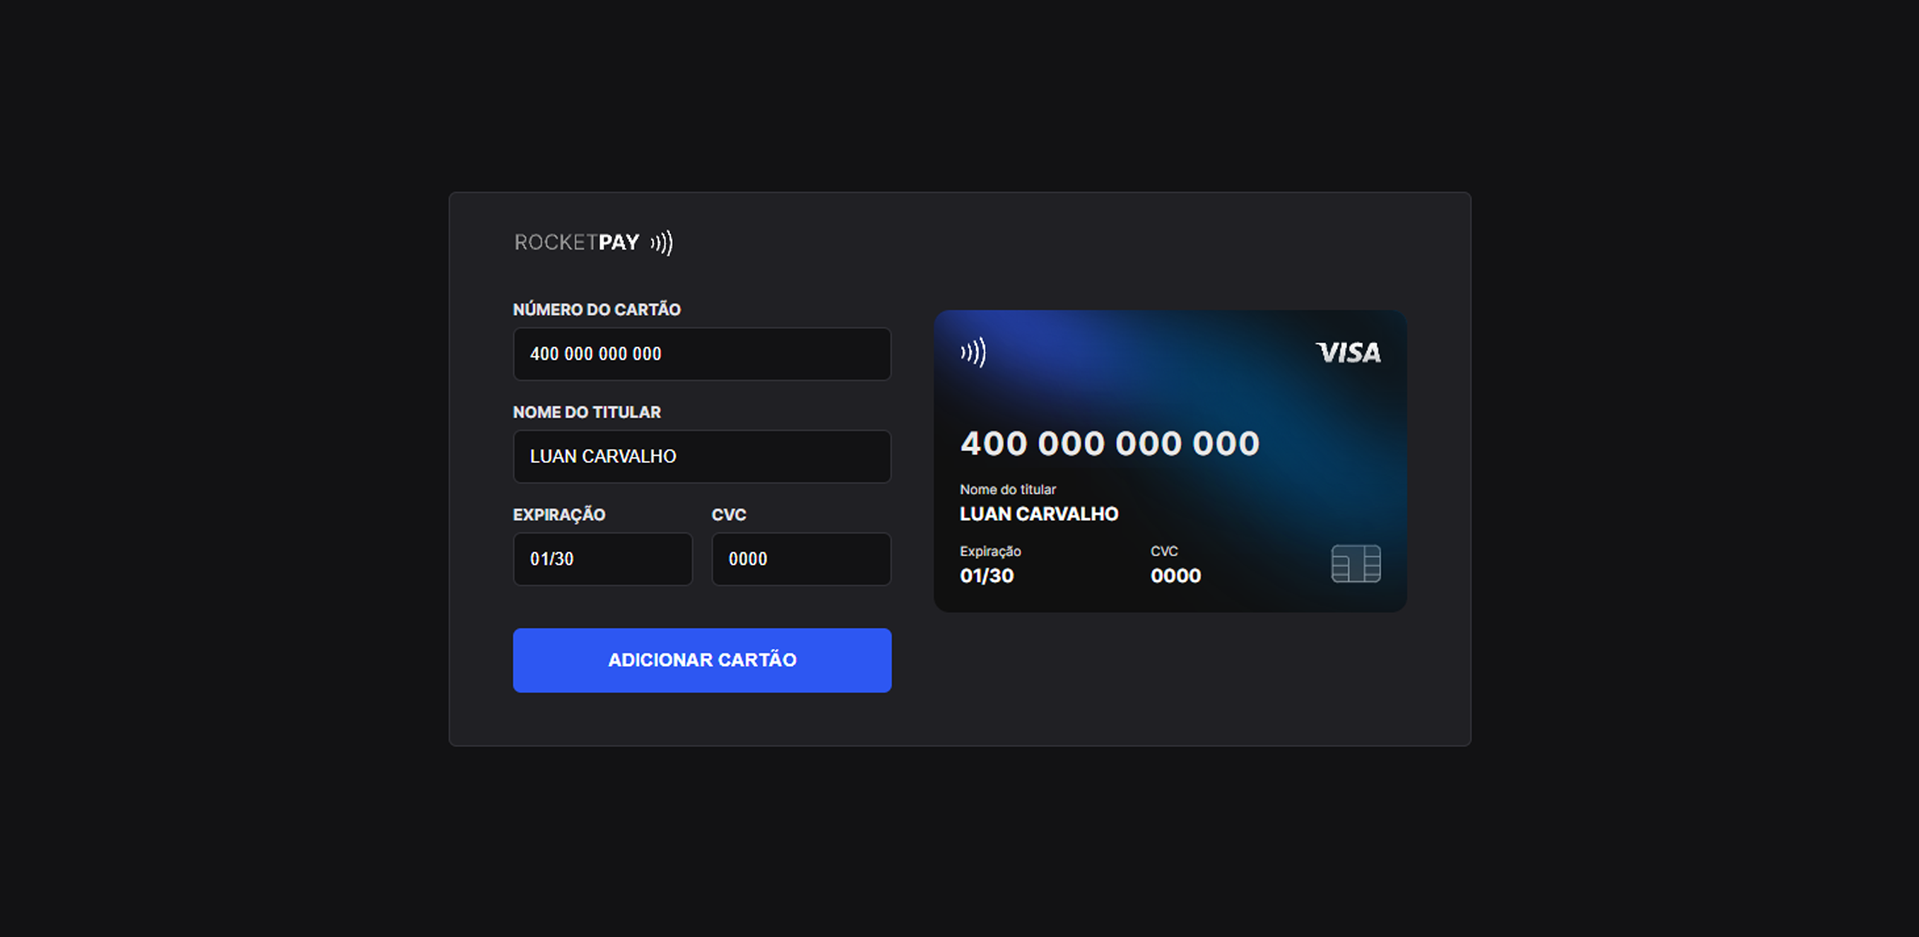 ROCKETPAY
NÚMERO DO CARTÃO
400 000 000 000
NOME DO TITULAR
LUAN CARVALHO
EXPIRAÇÃO
CVC
01/30
0000
ADICIONAR CARTÃO
VISA
400 000 000 000
Nome do titular
LUAN CARVALHO
Expiração
CVC
01/30
0000